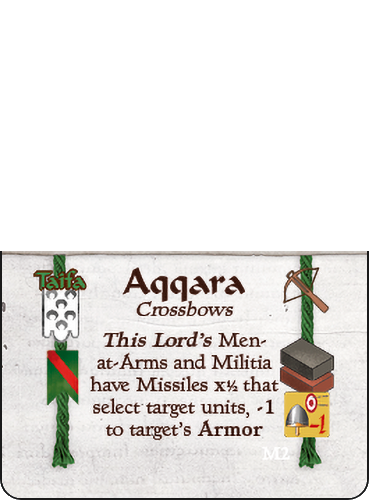 Taifa
Aqqara
Crossbows
This Lord's Men-
at-Arms and Militia
have Missiles x½ that
select target units, -1
to target's Armor
-1
M2